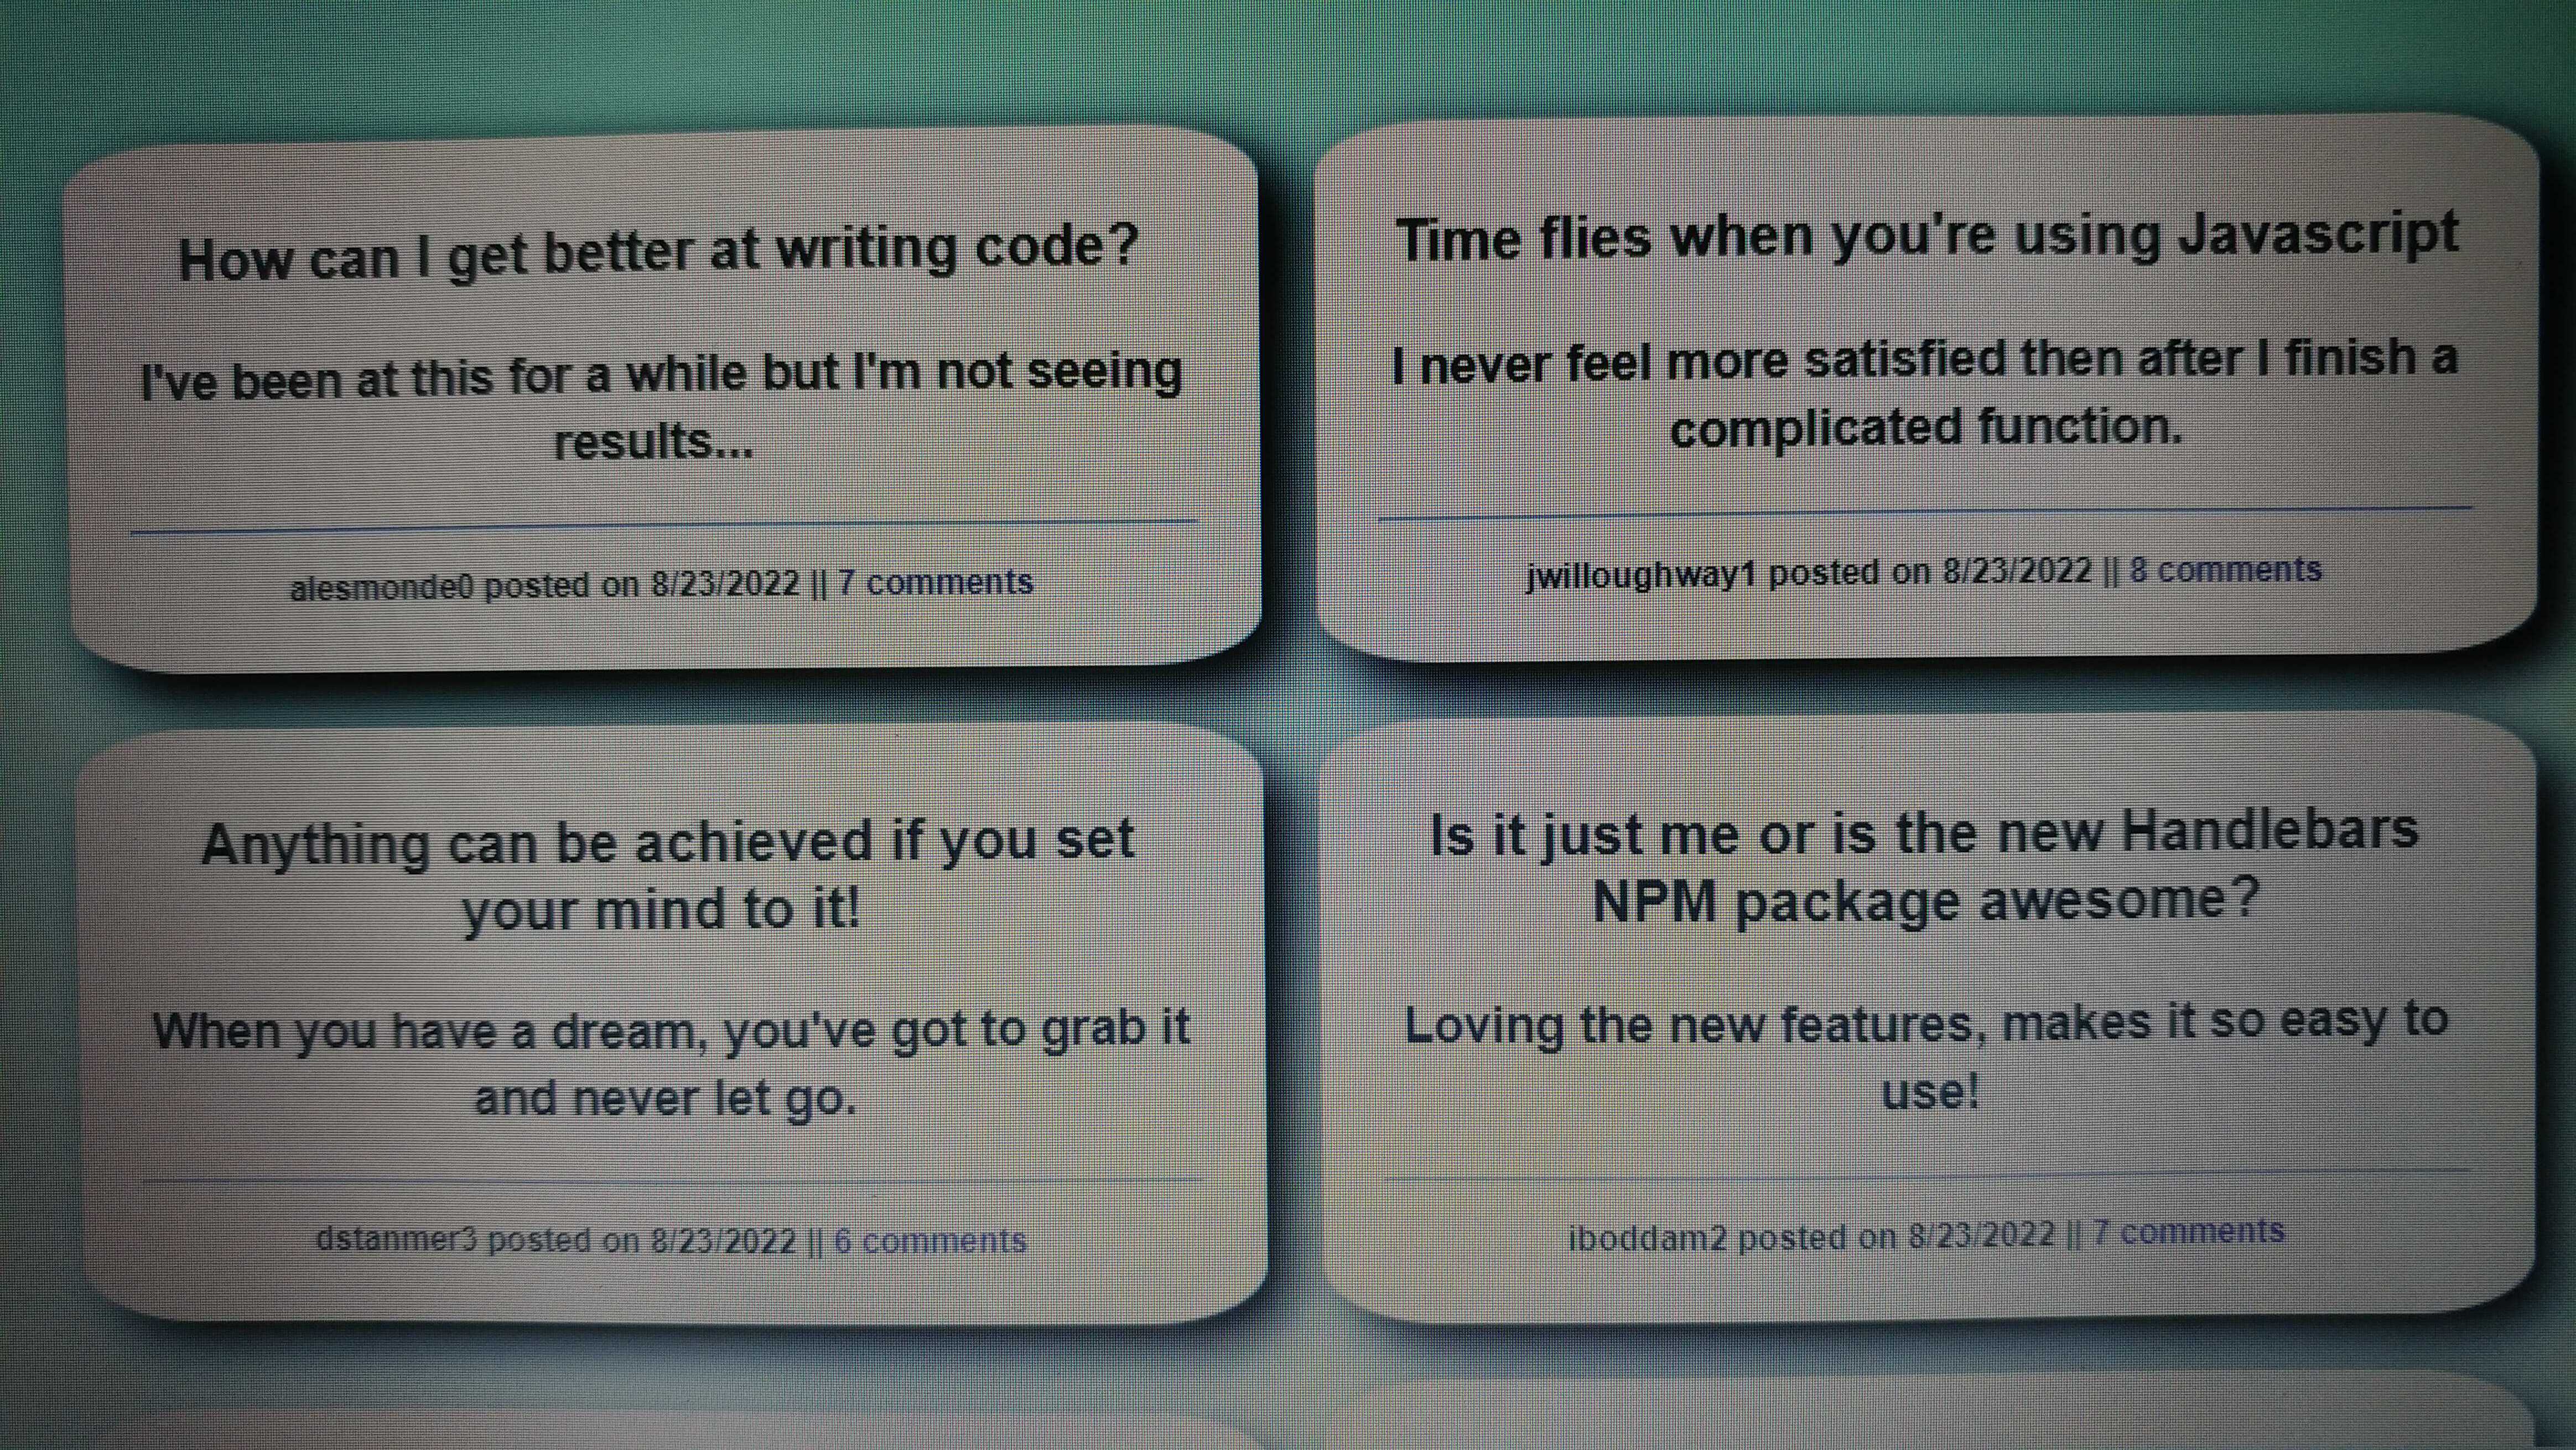 How can I get better at writing code?
I've been at this for a while but I'm not seeing
results...
alesmonde0 posted on 8/23/2022 || 7 comments
Time flies when you're using Javascript
I never feel more satisfied then after I finish a
complicated function.
jwilloughway1 posted on 8/23/2022 || 8 comments
Anything can be achieved if you set
your mind to it!
When you have a dream, you've got to grab it
and never let go.
dstanmer3 posted on 8/23/2022 || 6 comments
Is it just me or is the new Handlebars
NPM package awesome?
Loving the new features, makes it so easy to
use!
iboddam2 posted on 8/23/2022 || 7 comments